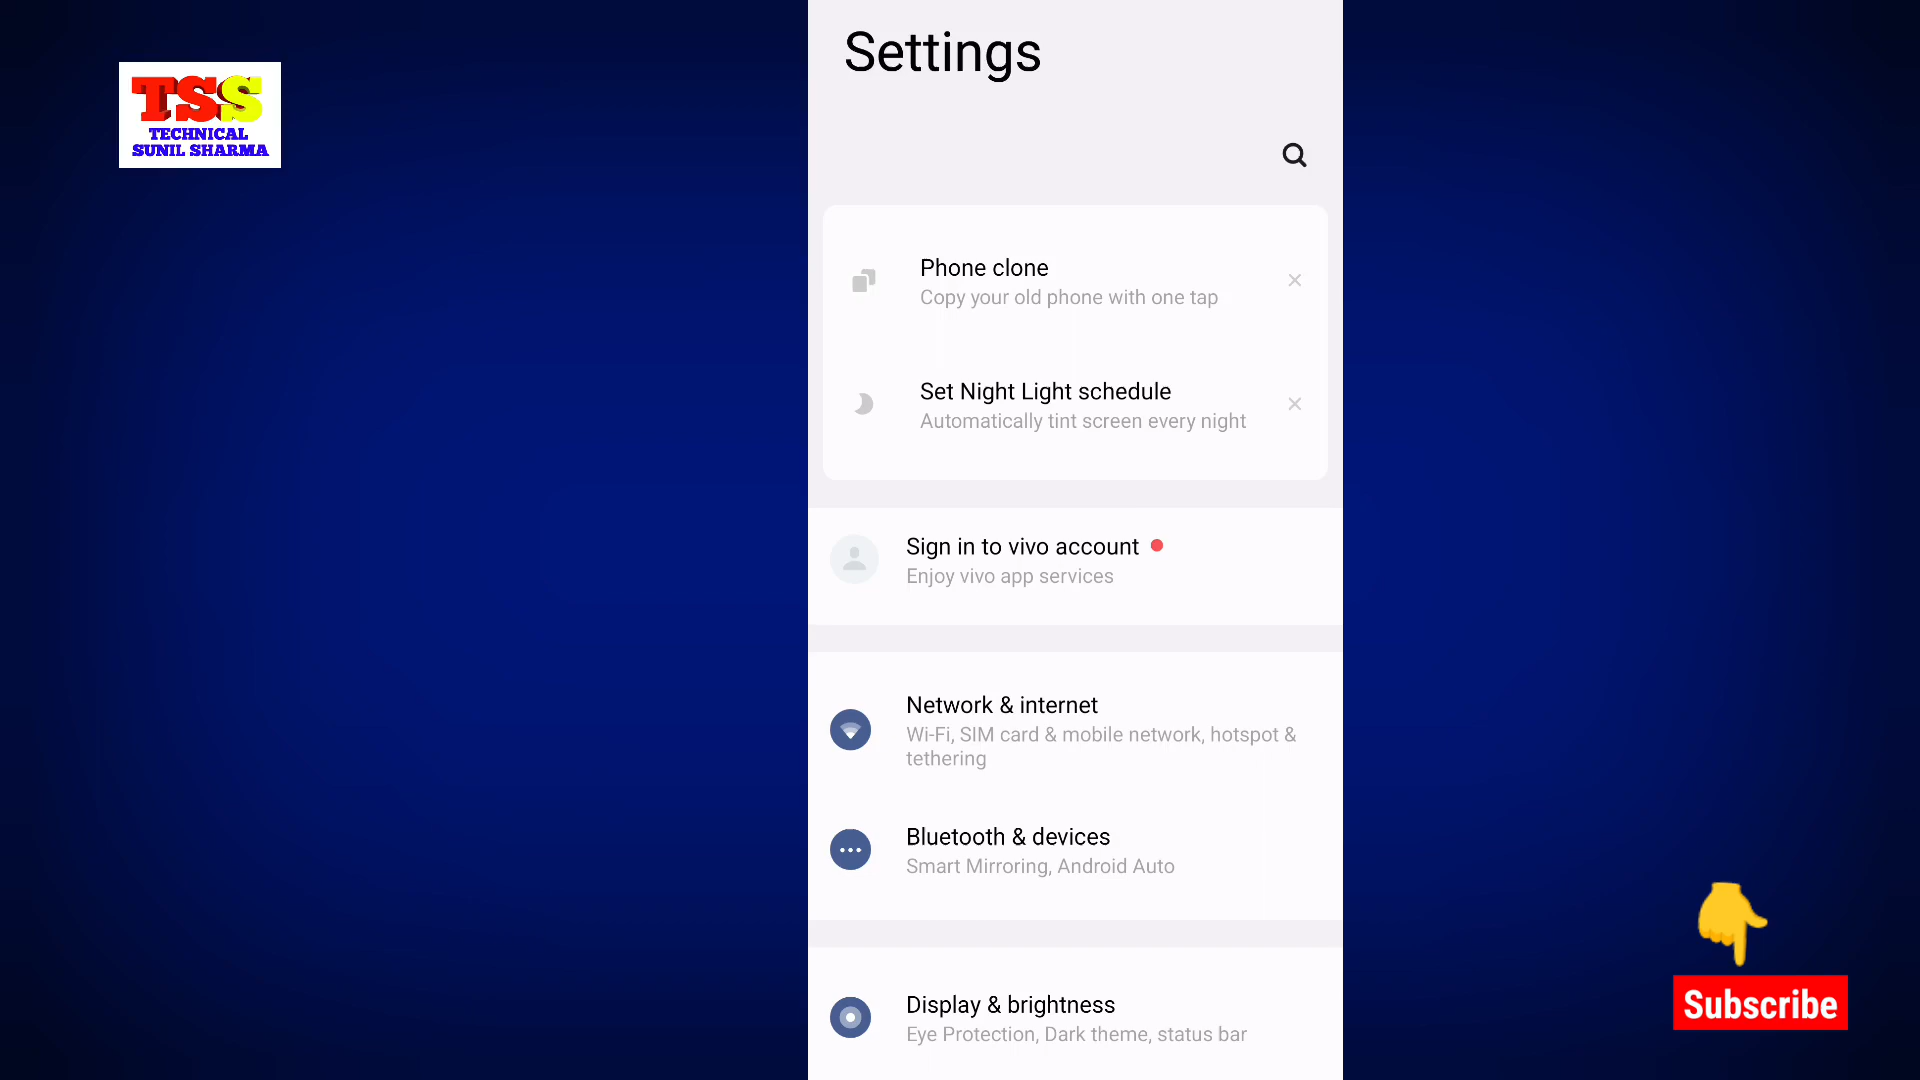 TSS
TECHNICAL
SUNIL SHARMA
Settings
Phone clone
Copy your old phone with one tap
Set Night Light schedule
Automatically tint screen every night
Sign in to vivo account
Enjoy vivo app services
Network & internet
Wi-Fi, SIM card & mobile network, hotspot &
tethering
Bluetooth & devices
Smart Mirroring, Android Auto
Display & brightness
Eye Protection, Dark theme, status bar
Subscribe